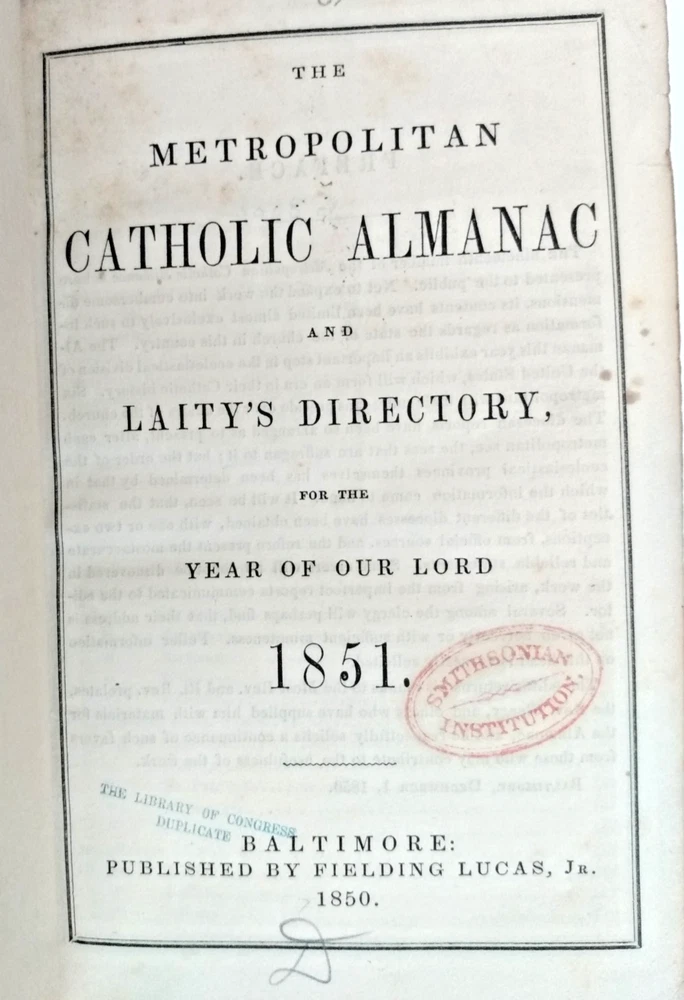 THE
METROPOLITAN
CATHOLIC ALMANAC
AND
LAITY'S DIRECTORY,
FOR THE
YEAR OF OUR LORD
1851.
SMITHSONIAN
INSTITUTION.
THE LIBRARY OF CONGRESS
DUPLICATE
BALTIMORE:
PUBLISHED BY FIELDING LUCAS, JR.
1850.
D